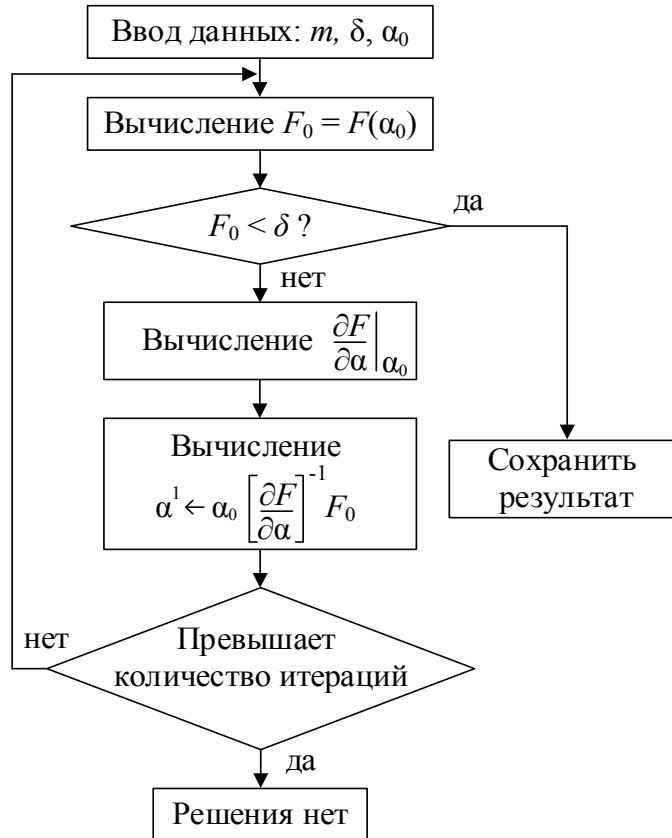 Ввод данных: m, δ, α₀
Вычисление F₀ = F(α₀)
F₀ < δ ?
да
нет
Вычисление ∂F/∂α|α₀
Вычисление
α¹ ← α₀ [∂F/∂α]⁻¹ F₀
Сохранить
результат
нет
Превышает
количество итераций
да
Решения нет